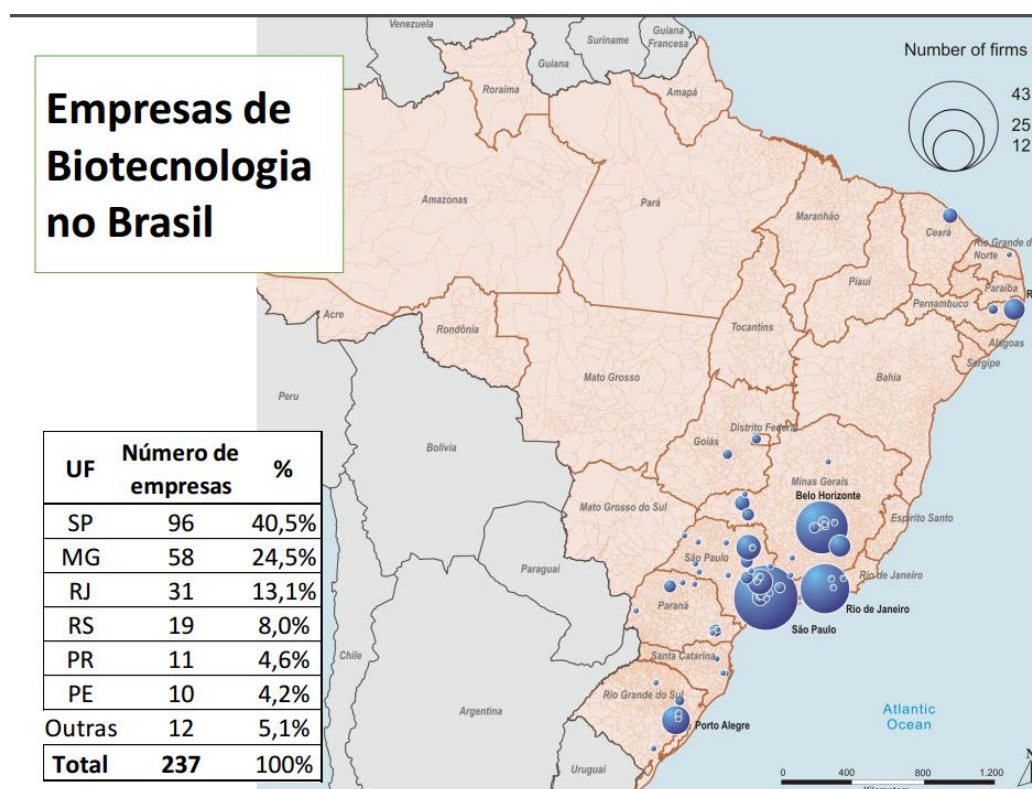 Empresas de
Biotecnologia
no Brasil
Number of firms
43
25
12
Venezuela
Suriname
Guiana
Francesa
Guiana
Roraima
Amapá
Amazonas
Pará
Maranhão
Ceará
Rio Grande d
Norte
Paraíba
Piauí
Pernambuco
R
Alagoas
Sergipe
Acre
Rondônia
Tocantins
Mato Grosso
Bahia
Peru
Bolívia
Distrito Federal
Goiás
Minas Gerais
Belo Horizonte
Mato Grosso do Sul
Espírito Santo
São Paulo
Rio de Janeiro
Rio de Janeiro
Paraguai
Paraná
São Paulo
Chile
Santa Catarina
Rio Grande do Sul
Argentina
Porto Alegre
Atlantic
Ocean
Uruguai
UF Número de empresas %
SP 96 40,5%
MG 58 24,5%
RJ 31 13,1%
RS 19 8,0%
PR 11 4,6%
PE 10 4,2%
Outras 12 5,1%
Total 237 100%
N
0 400 800 1.200